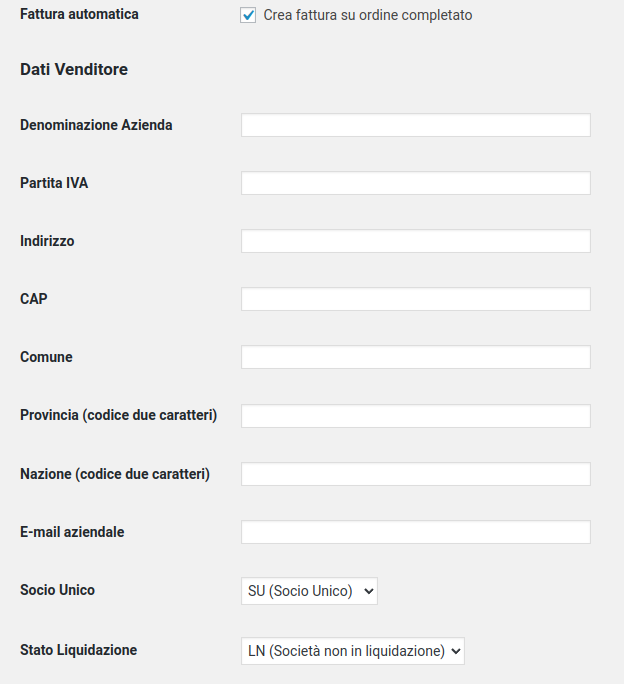 Fattura automatica Crea fattura su ordine completato
Dati Venditore
Denominazione Azienda
Partita IVA
Indirizzo
CAP
Comune
Provincia (codice due caratteri)
Nazione (codice due caratteri)
E-mail aziendale
Socio Unico SU (Socio Unico)
Stato Liquidazione LN (Società non in liquidazione)